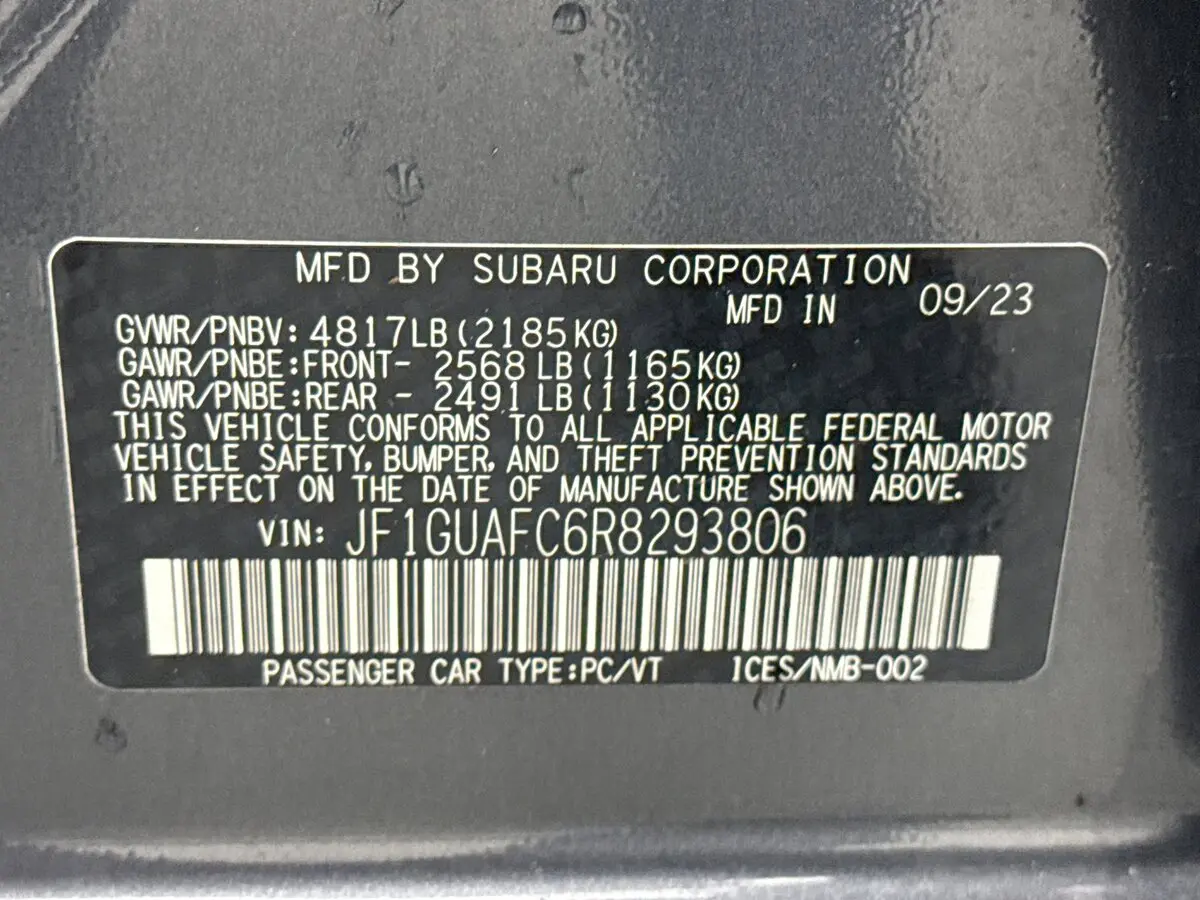 MFD BY SUBARU CORPORATION
MFD IN 09/23
GVWR/PNBV: 4817LB (2185KG)
GAWR/PNBE:FRONT- 2568 LB (1165KG)
GAWR/PNBE:REAR - 2491 LB (1130KG)
THIS VEHICLE CONFORMS TO ALL APPLICABLE FEDERAL MOTOR
VEHICLE SAFETY, BUMPER, AND THEFT PREVENTION STANDARDS
IN EFFECT ON THE DATE OF MANUFACTURE SHOWN ABOVE.
VIN: JF1GUAFC6R8293806
PASSENGER CAR TYPE:PC/VT ICES/NMB-002